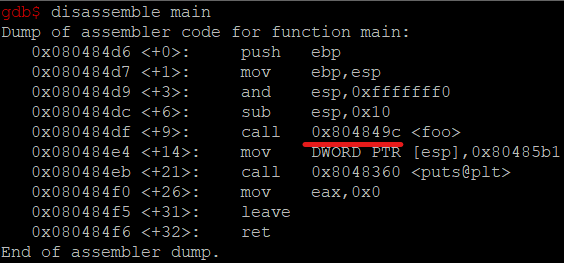 gdb$ disassemble main
Dump of assembler code for function main:
0x080484d6 <+0>: push ebp
0x080484d7 <+1>: mov ebp,esp
0x080484d9 <+3>: and esp,0xfffffff0
0x080484dc <+6>: sub esp,0x10
0x080484df <+9>: call 0x804849c <foo>
0x080484e4 <+14>: mov DWORD PTR [esp],0x80485b1
0x080484eb <+21>: call 0x8048360 <puts@plt>
0x080484f0 <+26>: mov eax,0x0
0x080484f5 <+31>: leave
0x080484f6 <+32>: ret
End of assembler dump.